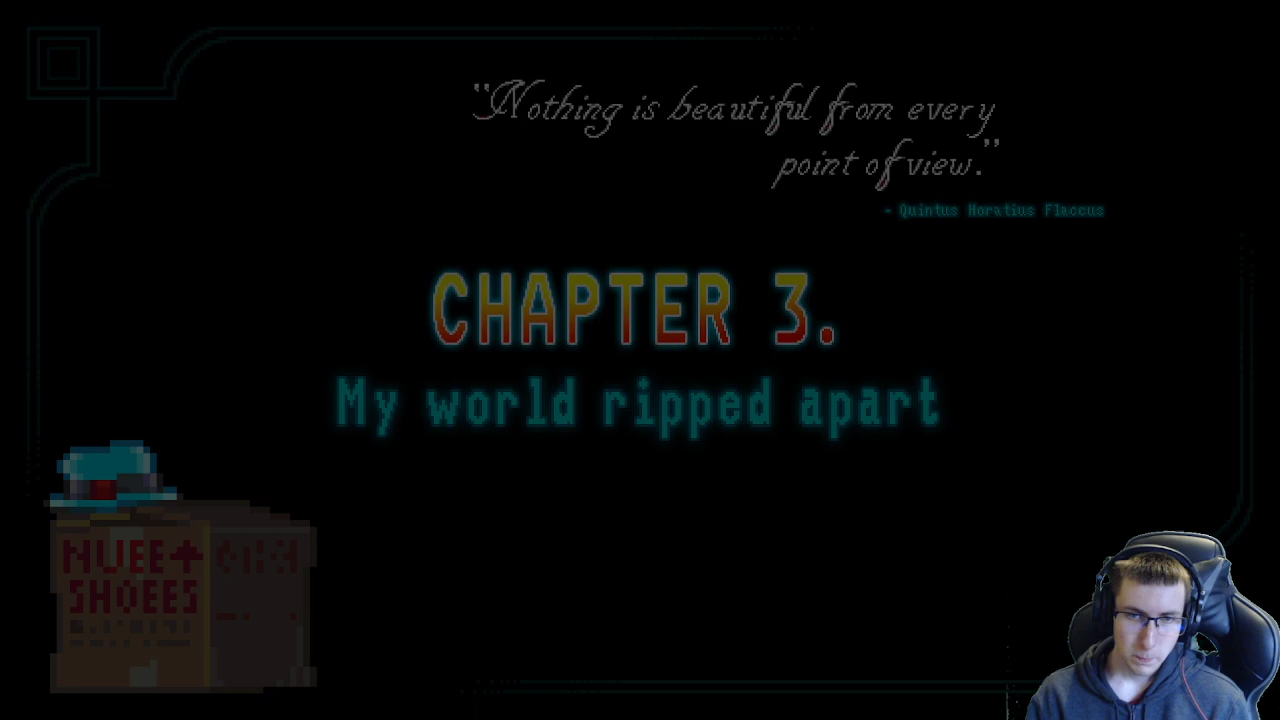 "Nothing is beautiful from every
point of view."
- Quintus Horatius Flaccus
CHAPTER 3.
My world ripped apart
NUEE+
SHOEES